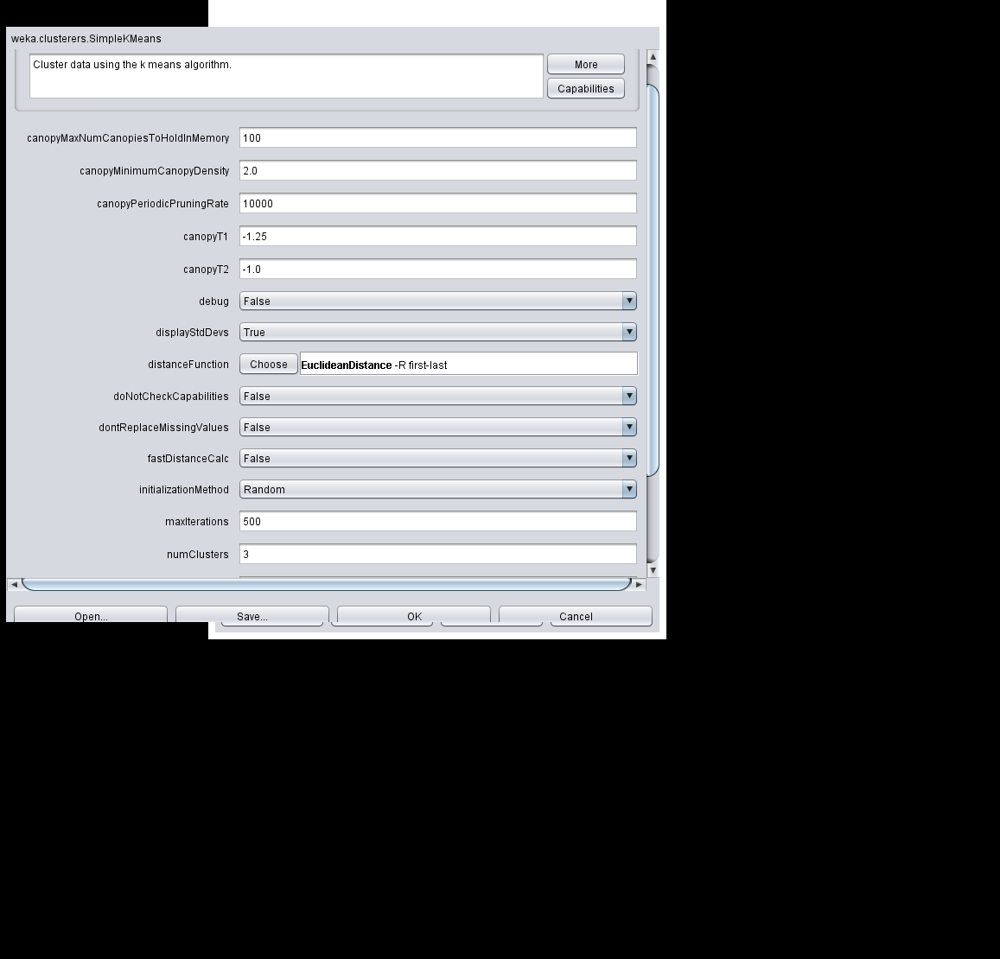 weka.clusterers.SimpleKMeans
Cluster data using the k means algorithm.
More
Capabilities
canopyMaxNumCanopiesToHoldInMemory 100
canopyMinimumCanopyDensity 2.0
canopyPeriodicPruningRate 10000
canopyT1 -1.25
canopyT2 -1.0
debug False
displayStdDevs True
distanceFunction Choose EuclideanDistance -R first-last
doNotCheckCapabilities False
dontReplaceMissingValues False
fastDistanceCalc False
initializationMethod Random
maxIterations 500
numClusters 3
Open... Save... OK Cancel